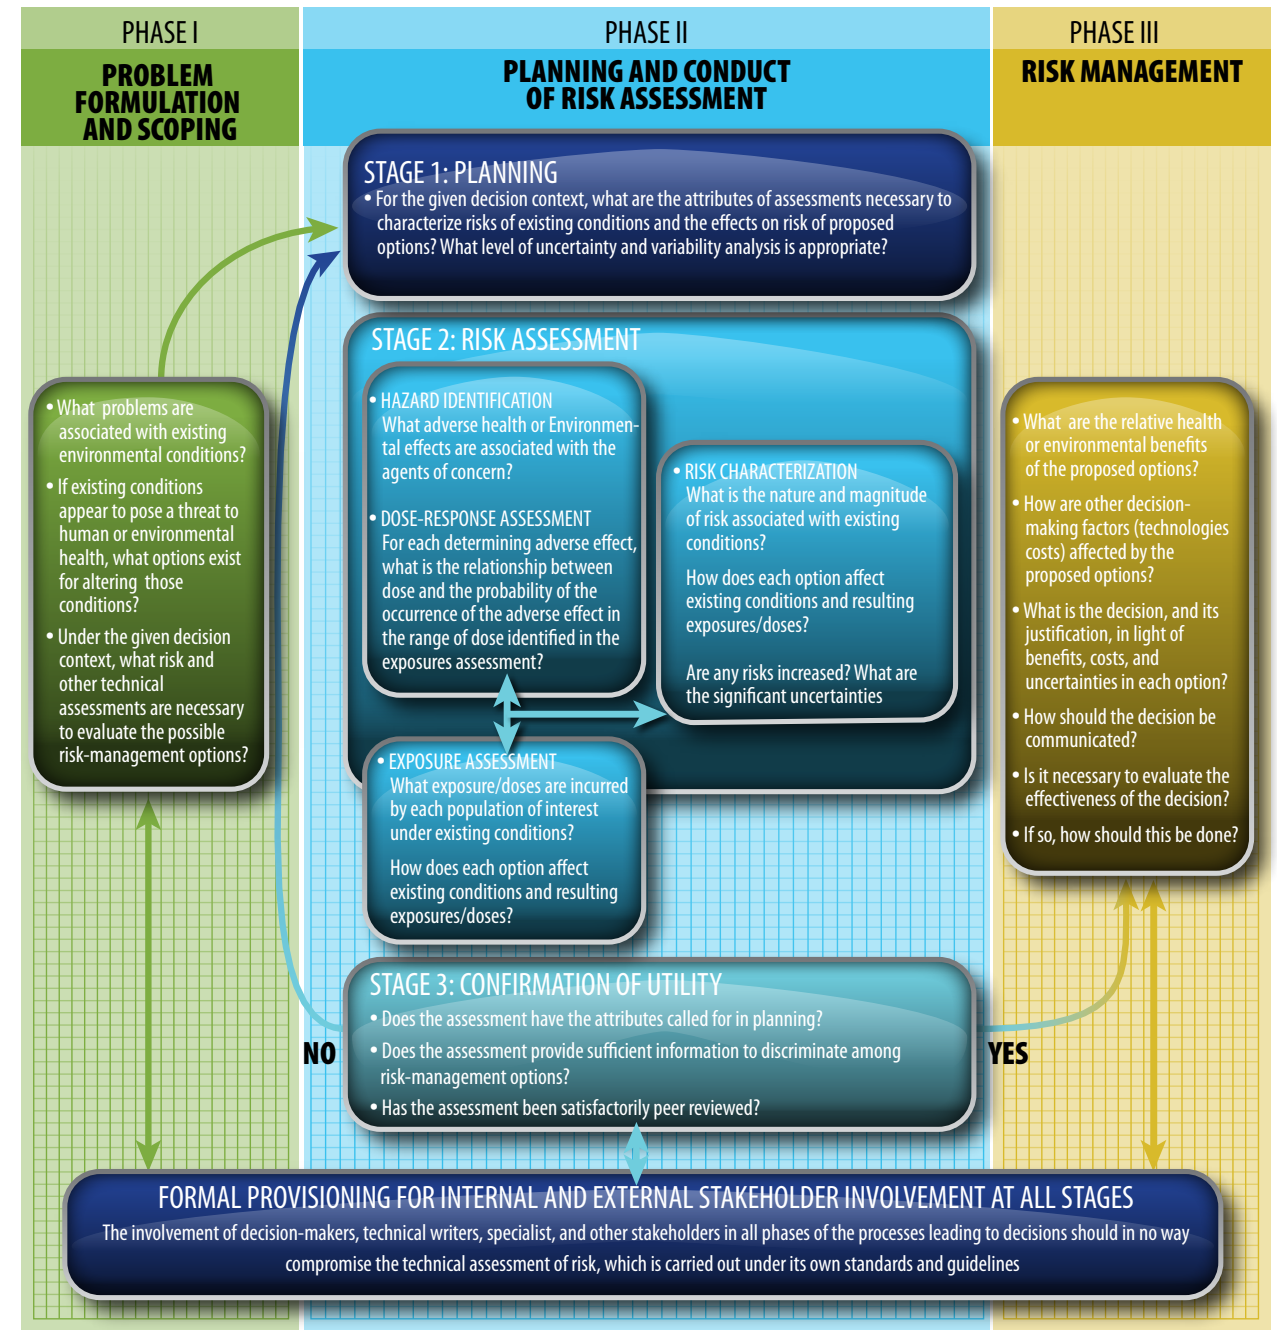 PHASE I
PROBLEM
FORMULATION
AND SCOPING
• What problems are
associated with existing
environmental conditions?
• If existing conditions
appear to pose a threat to
human or environmental
health, what options exist
for altering those
conditions?
• Under the given decision
context, what risk and
other technical
assessments are necessary
to evaluate the possible
risk-management options?
PHASE II
PLANNING AND CONDUCT
OF RISK ASSESSMENT
STAGE 1: PLANNING
• For the given decision context, what are the attributes of assessments necessary to
characterize risks of existing conditions and the effects on risk of proposed
options? What level of uncertainty and variability analysis is appropriate?
STAGE 2: RISK ASSESSMENT
• HAZARD IDENTIFICATION
What adverse health or Environmen-
tal effects are associated with the
agents of concern?
• DOSE-RESPONSE ASSESSMENT
For each determining adverse effect,
what is the relationship between
dose and the probability of the
occurrence of the adverse effect in
the range of dose identified in the
exposures assessment?
• RISK CHARACTERIZATION
What is the nature and magnitude
of risk associated with existing
conditions?
How does each option affect
existing conditions and resulting
exposures/doses?
Are any risks increased? What are
the significant uncertainties
• EXPOSURE ASSESSMENT
What exposure/doses are incurred
by each population of interest
under existing conditions?
How does each option affect
existing conditions and resulting
exposures/doses?
STAGE 3: CONFIRMATION OF UTILITY
• Does the assessment have the attributes called for in planning?
• Does the assessment provide sufficient information to discriminate among
risk-management options?
• Has the assessment been satisfactorily peer reviewed?
NO
YES
PHASE III
RISK MANAGEMENT
• What are the relative health
or environmental benefits
of the proposed options?
• How are other decision-
making factors (technologies
costs) affected by the
proposed options?
• What is the decision, and its
justification, in light of
benefits, costs, and
uncertainties in each option?
• How should the decision be
communicated?
• Is it necessary to evaluate the
effectiveness of the decision?
• If so, how should this be done?
FORMAL PROVISIONING FOR INTERNAL AND EXTERNAL STAKEHOLDER INVOLVEMENT AT ALL STAGES
The involvement of decision-makers, technical writers, specialist, and other stakeholders in all phases of the processes leading to decisions should in no way
compromise the technical assessment of risk, which is carried out under its own standards and guidelines